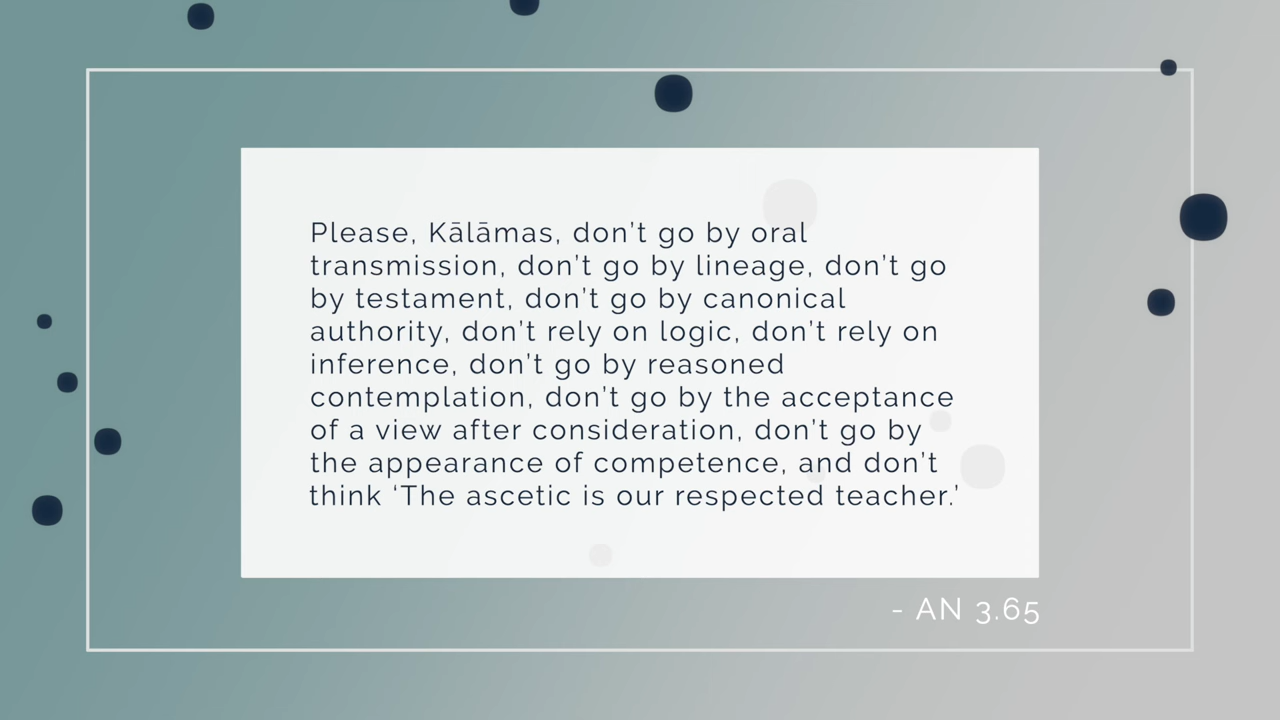 Please, Kālāmas, don’t go by oral
transmission, don’t go by lineage, don’t go
by testament, don’t go by canonical
authority, don’t rely on logic, don’t rely on
inference, don’t go by reasoned
contemplation, don’t go by the acceptance
of a view after consideration, don’t go by
the appearance of competence, and don’t
think ‘The ascetic is our respected teacher.’
- AN 3.65